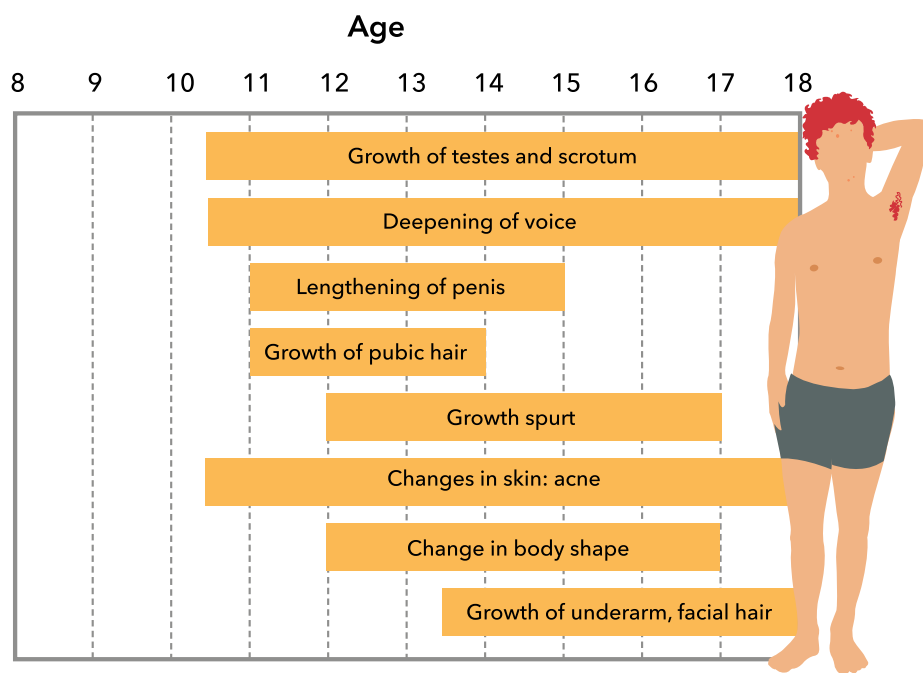 Age
8 9 10 11 12 13 14 15 16 17 18
Growth of testes and scrotum
Deepening of voice
Lengthening of penis
Growth of pubic hair
Growth spurt
Changes in skin: acne
Change in body shape
Growth of underarm, facial hair